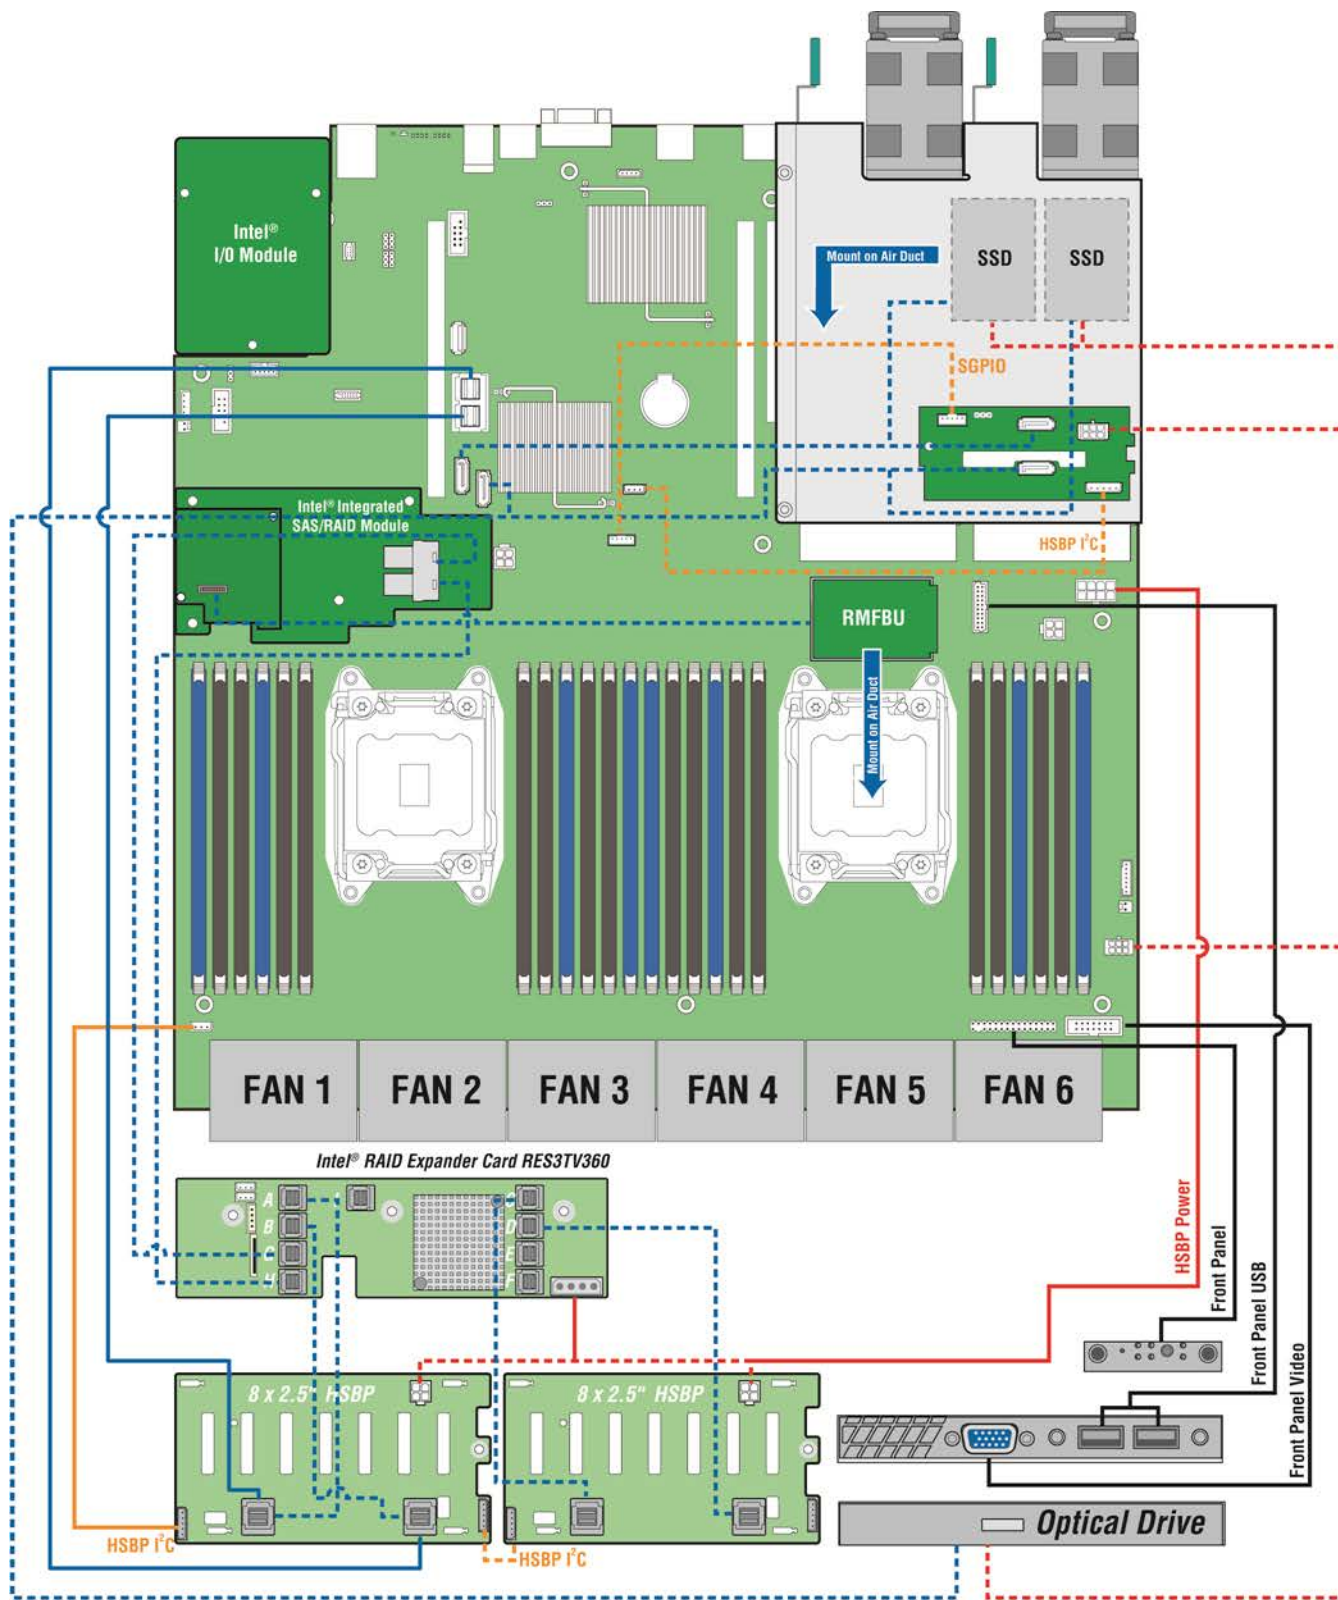 Intel®
I/O Module
Mount on Air Duct
SSD
SSD
SGPIO
Intel® Integrated
SAS/RAID Module
HSBP I²C
RMFBU
Mount on Air Duct
FAN 1
FAN 2
FAN 3
FAN 4
FAN 5
FAN 6
Intel® RAID Expander Card RES3TV360
A
B
C
H
I
G
D
E
F
HSBP Power
Front Panel
Front Panel USB
Front Panel Video
8 x 2.5" HSBP
8 x 2.5" HSBP
HSBP I²C
HSBP I²C
Optical Drive